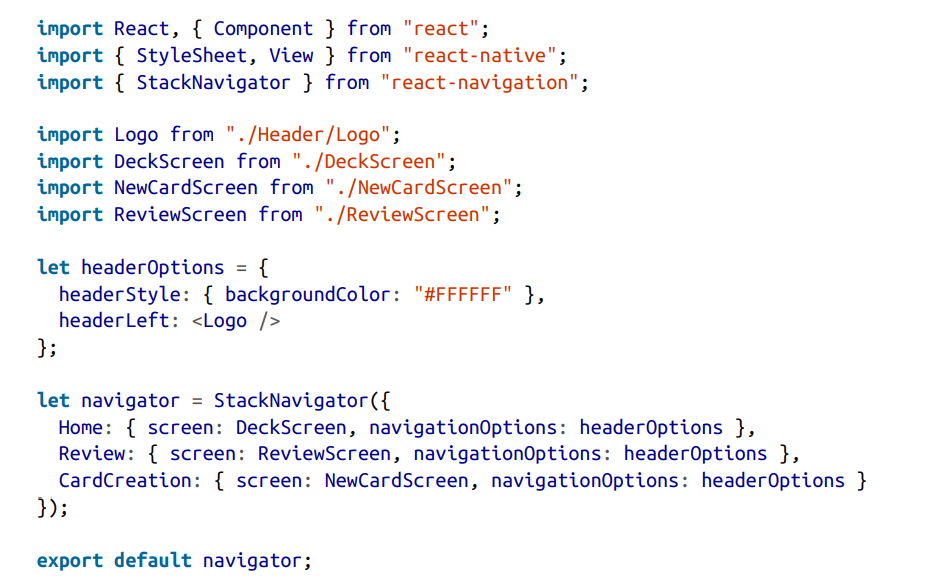 import React, { Component } from "react";
import { StyleSheet, View } from "react-native";
import { StackNavigator } from "react-navigation";

import Logo from "./Header/Logo";
import DeckScreen from "./DeckScreen";
import NewCardScreen from "./NewCardScreen";
import ReviewScreen from "./ReviewScreen";

let headerOptions = {
  headerStyle: { backgroundColor: "#FFFFFF" },
  headerLeft: <Logo />
};

let navigator = StackNavigator({
  Home: { screen: DeckScreen, navigationOptions: headerOptions },
  Review: { screen: ReviewScreen, navigationOptions: headerOptions },
  CardCreation: { screen: NewCardScreen, navigationOptions: headerOptions }
});

export default navigator;